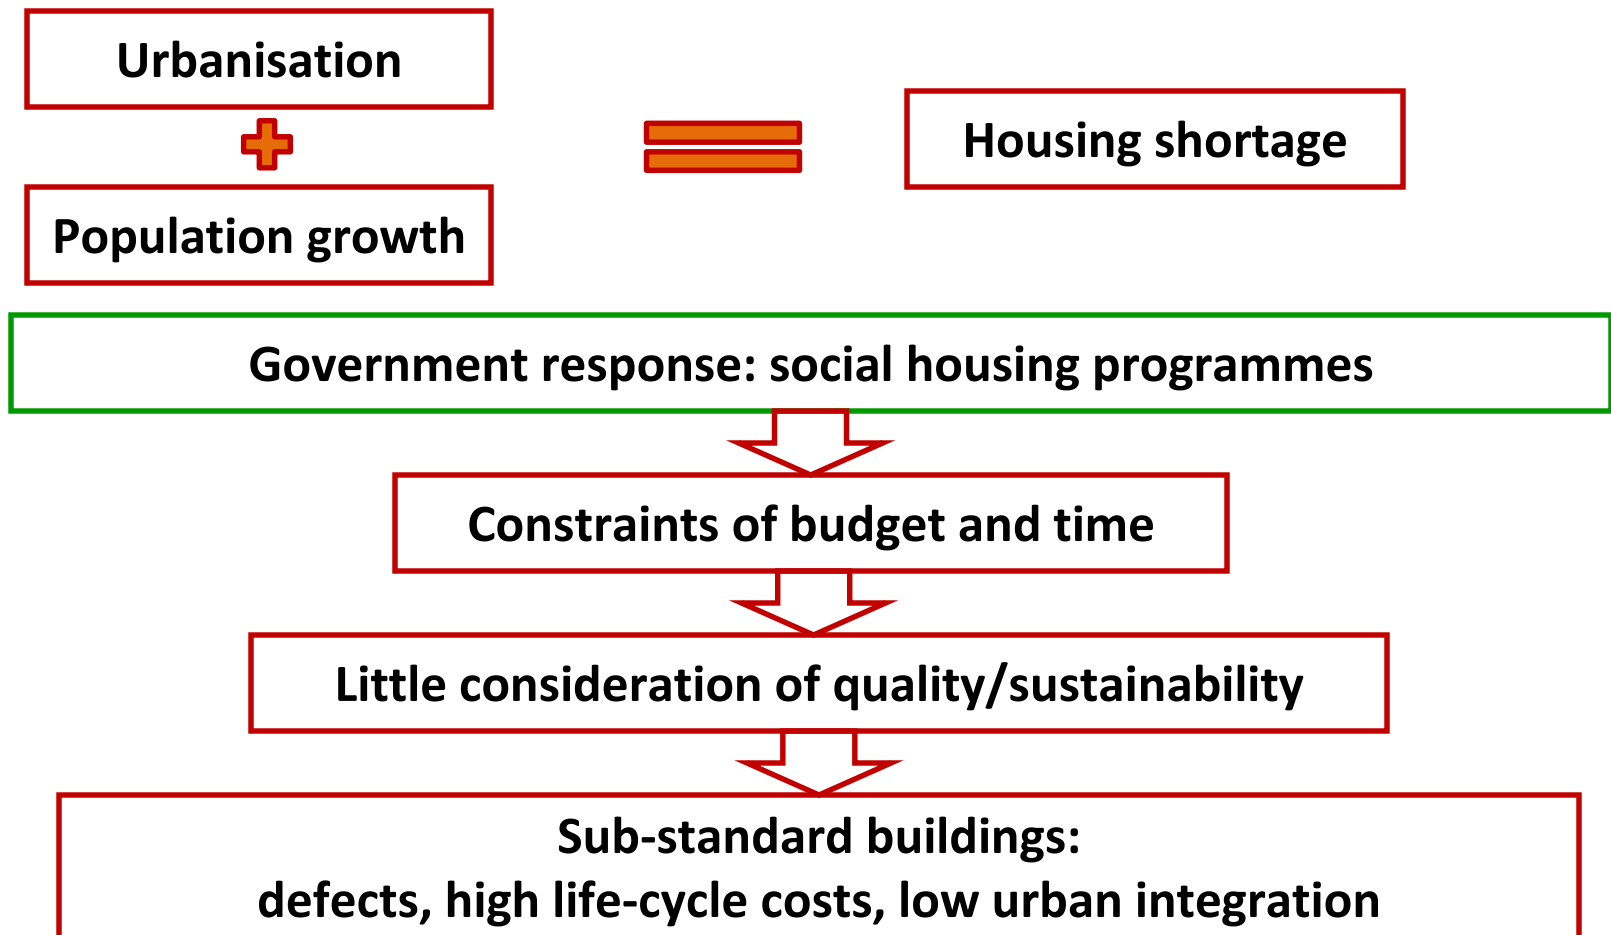 Urbanisation
Population growth
Housing shortage
Government response: social housing programmes
Constraints of budget and time
Little consideration of quality/sustainability
Sub-standard buildings:
defects, high life-cycle costs, low urban integration